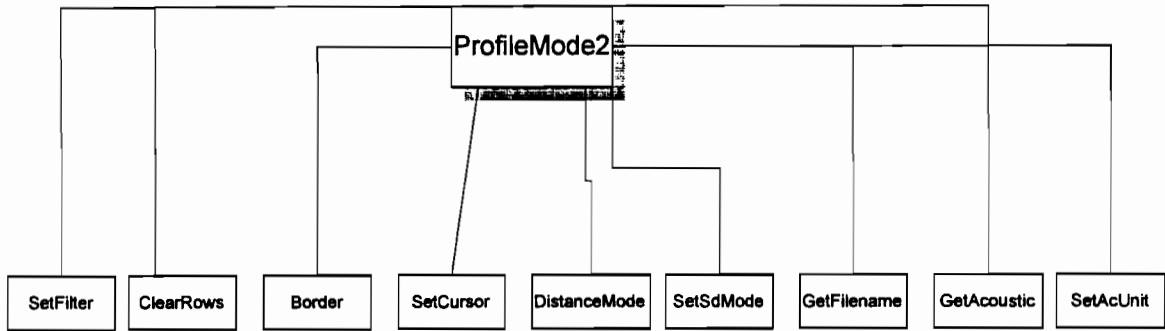 ProfileMode2
SetFilter
ClearRows
Border
SetCursor
DistanceMode
SetSdMode
GetFilename
GetAcoustic
SetAcUnit